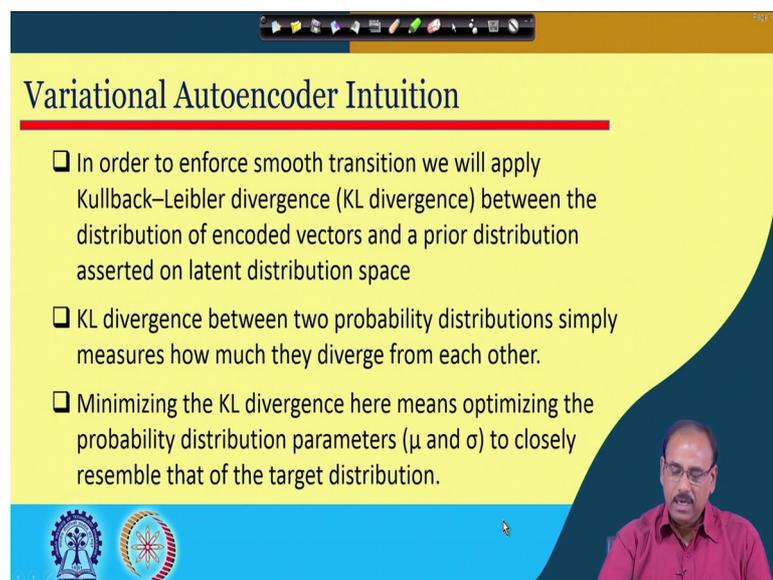 Variational Autoencoder Intuition
In order to enforce smooth transition we will apply
Kullback–Leibler divergence (KL divergence) between the
distribution of encoded vectors and a prior distribution
asserted on latent distribution space
KL divergence between two probability distributions simply
measures how much they diverge from each other.
Minimizing the KL divergence here means optimizing the
probability distribution parameters (μ and σ) to closely
resemble that of the target distribution.